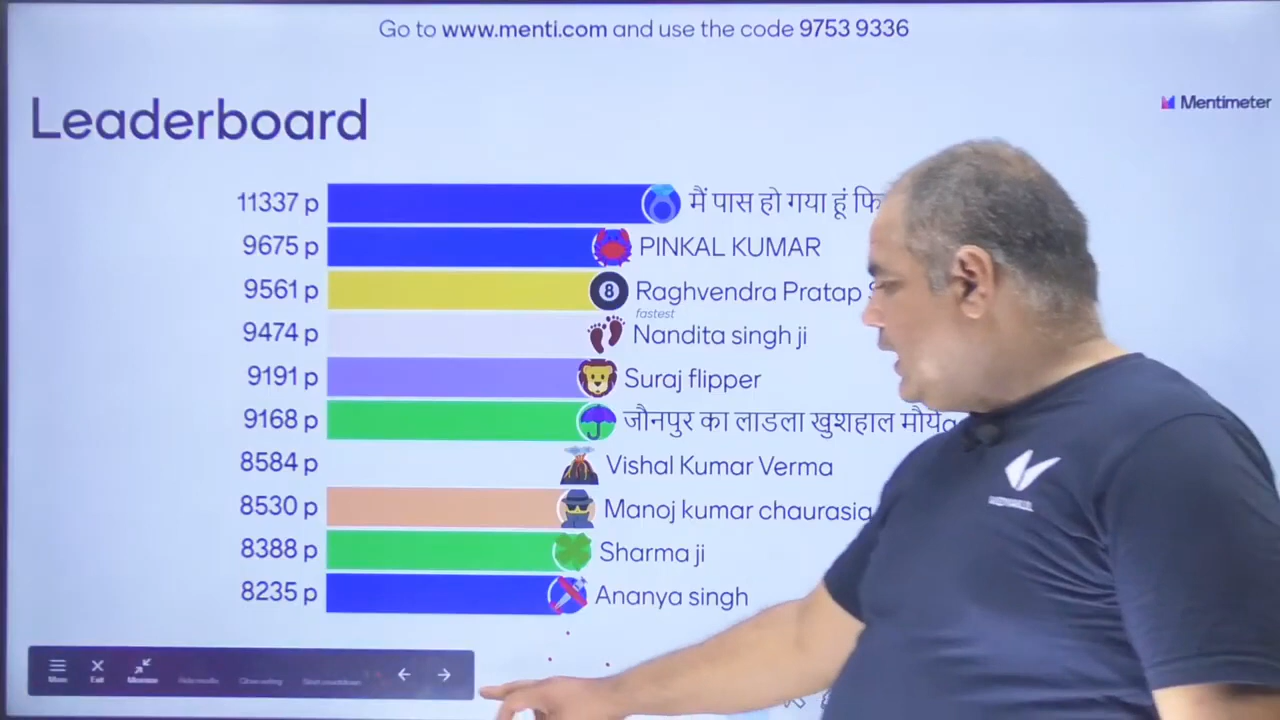 Go to www.menti.com and use the code 9753 9336
Leaderboard
Mentimeter
11337 p मैं पास हो गया हूं
9675 p PINKAL KUMAR
9561 p Raghvendra Pratap
fastest
9474 p Nandita singh ji
9191 p Suraj flipper
9168 p जौनपुर का लाडला खुशहाल
8584 p Vishal Kumar Verma
8530 p Manoj kumar chaurasia
8388 p Sharma ji
8235 p Ananya singh
Exit